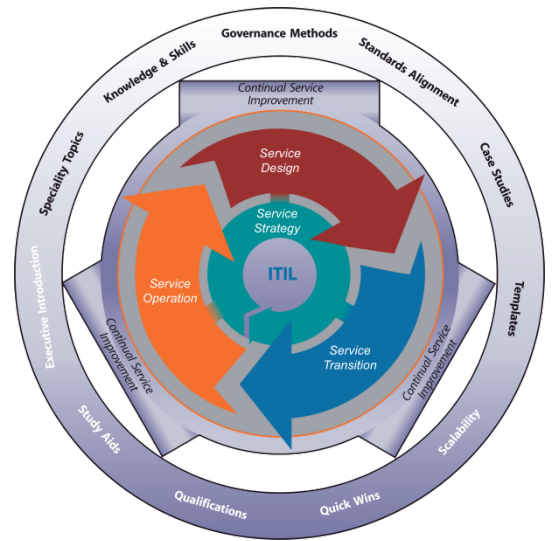 Governance Methods
Standards Alignment
Case Studies
Templates
Scalability
Quick Wins
Qualifications
Study Aids
Executive Introduction
Speciality Topics
Knowledge & Skills
Continual Service
Improvement
Service
Design
Service
Strategy
ITIL
Service
Operation
Service
Transition
Continual Service
Improvement
Continual Service
Improvement